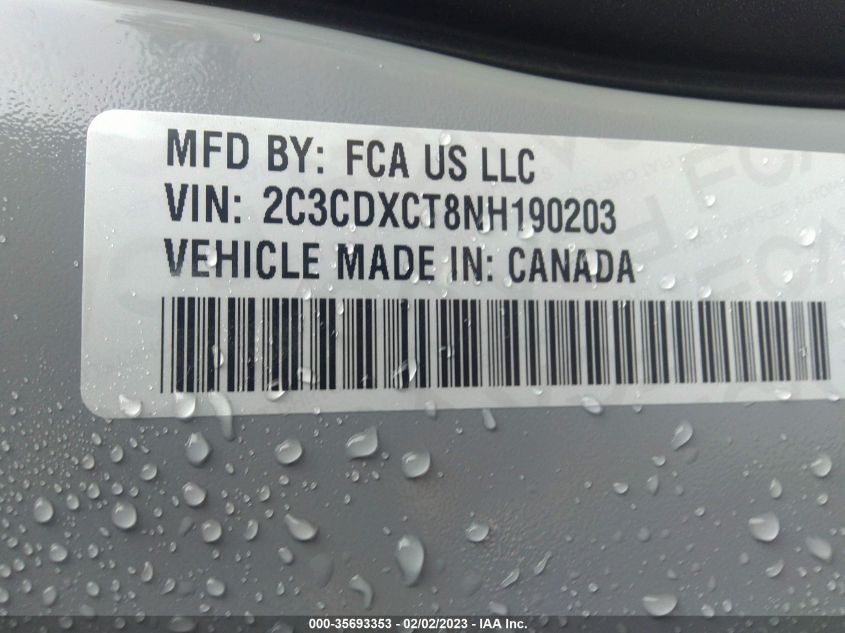 MFD BY: FCA US LLC
VIN: 2C3CDXCT8NH190203
VEHICLE MADE IN: CANADA
000-35693353 - 02/02/2023 - IAA Inc.